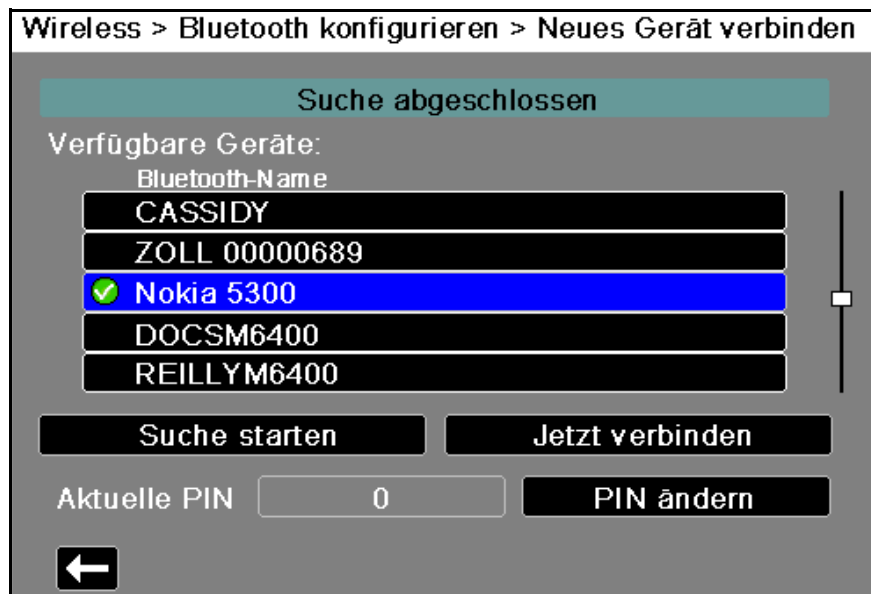 Wireless > Bluetooth konfigurieren > Neues Gerät verbinden
Suche abgeschlossen
Verfügbare Geräte:
Bluetooth-Name
CASSIDY
ZOLL 00000689
Nokia 5300
DOCSM6400
REILLYM6400
Suche starten
Jetzt verbinden
Aktuelle PIN
0
PIN ändern